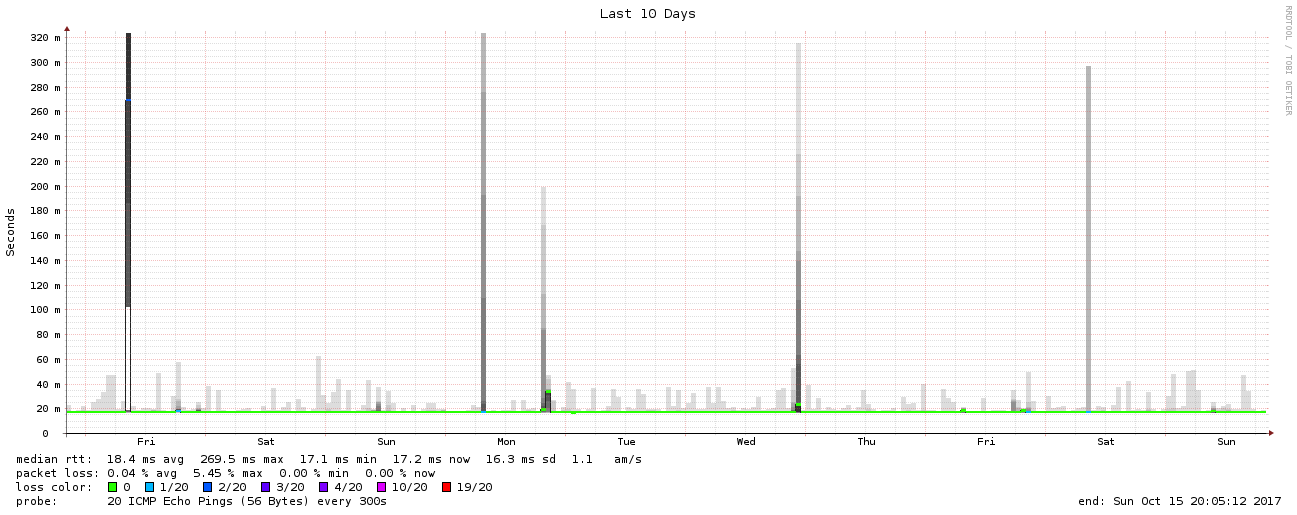 Last 10 Days
RRDTOOL / TOBI OETIKER
Seconds
320 m
300 m
280 m
260 m
240 m
220 m
200 m
180 m
160 m
140 m
120 m
100 m
80 m
60 m
40 m
20 m
0
Fri Sat Sun Mon Tue Wed Thu Fri Sat Sun
median rtt: 18.4 ms avg 269.5 ms max 17.1 ms min 17.2 ms now 16.3 ms sd 1.1 am/s
packet loss: 0.04 % avg 5.45 % max 0.00 % min 0.00 % now
loss color: 0 1/20 2/20 3/20 4/20 10/20 19/20
probe: 20 ICMP Echo Pings (56 Bytes) every 300s end: Sun Oct 15 20:05:12 2017